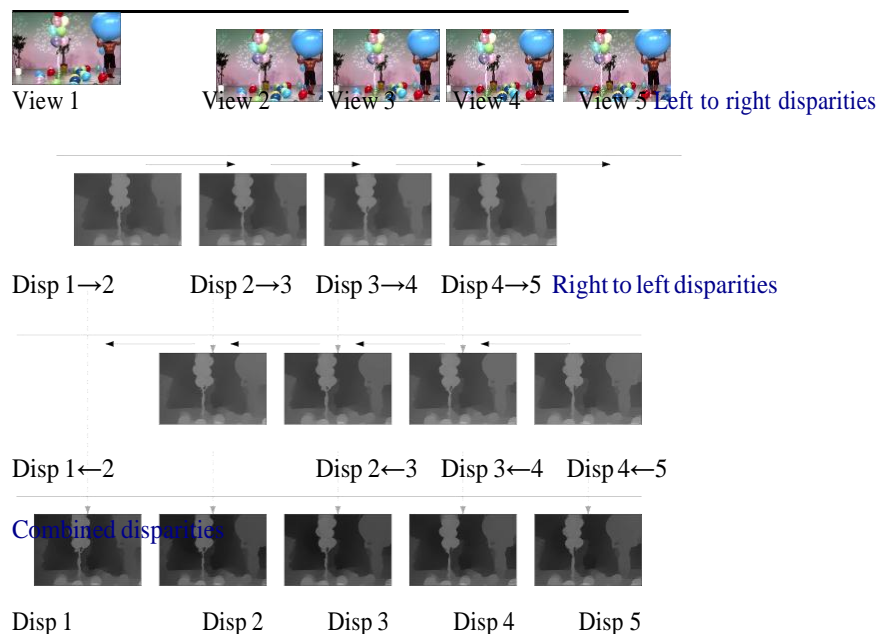 View 1 View 2 View 3 View 4 View 5 Left to right disparities
Disp 1→2 Disp 2→3 Disp 3→4 Disp 4→5 Right to left disparities
Disp 1←2 Disp 2←3 Disp 3←4 Disp 4←5
Combined disparities
Disp 1 Disp 2 Disp 3 Disp 4 Disp 5